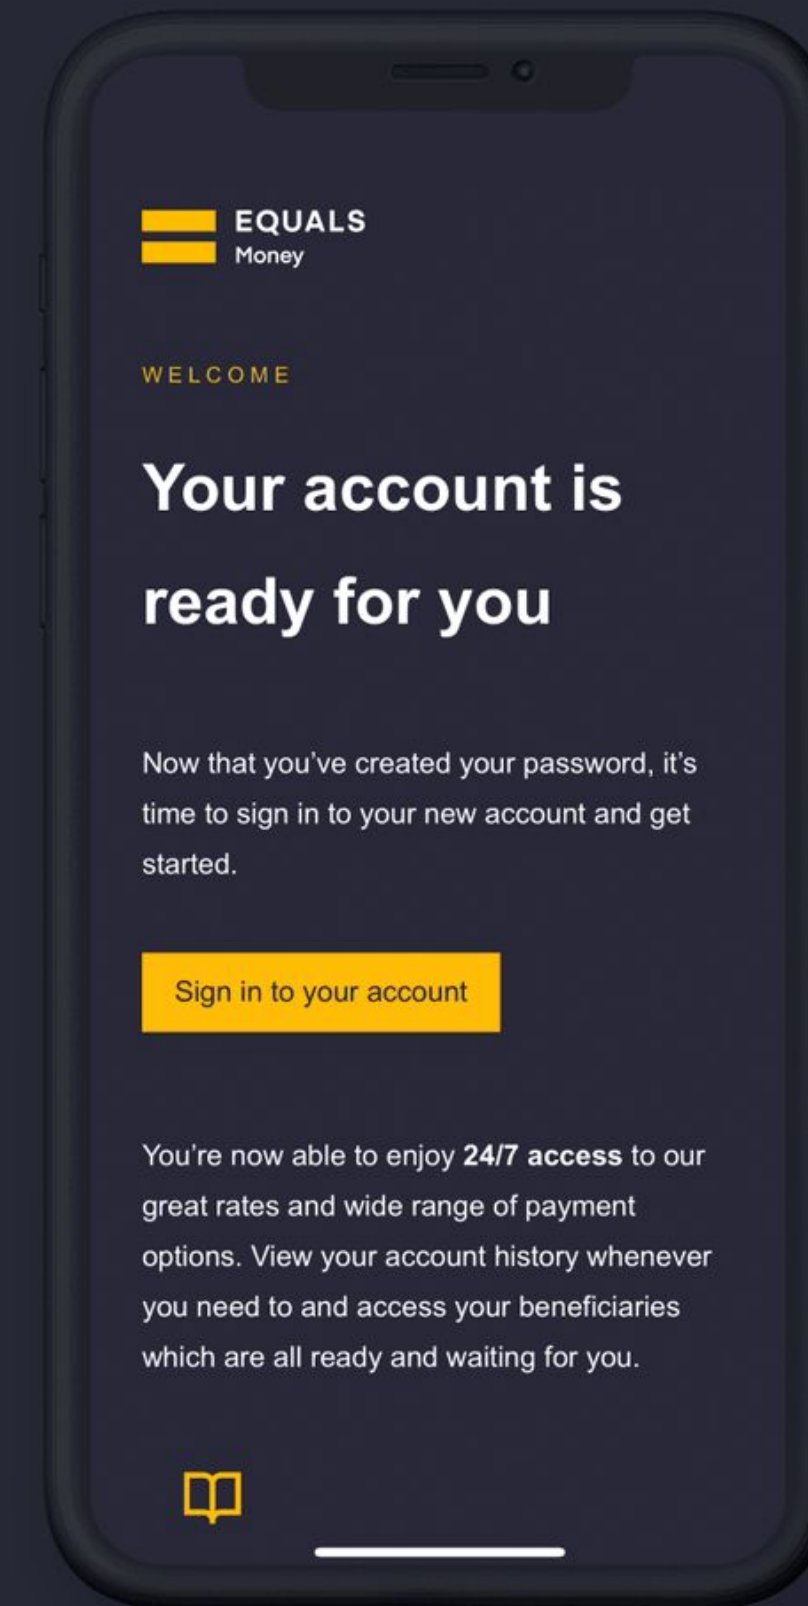 EQUALS
Money
WELCOME
Your account is
ready for you
Now that you’ve created your password, it’s
time to sign in to your new account and get
started.
Sign in to your account
You’re now able to enjoy 24/7 access to our
great rates and wide range of payment
options. View your account history whenever
you need to and access your beneficiaries
which are all ready and waiting for you.